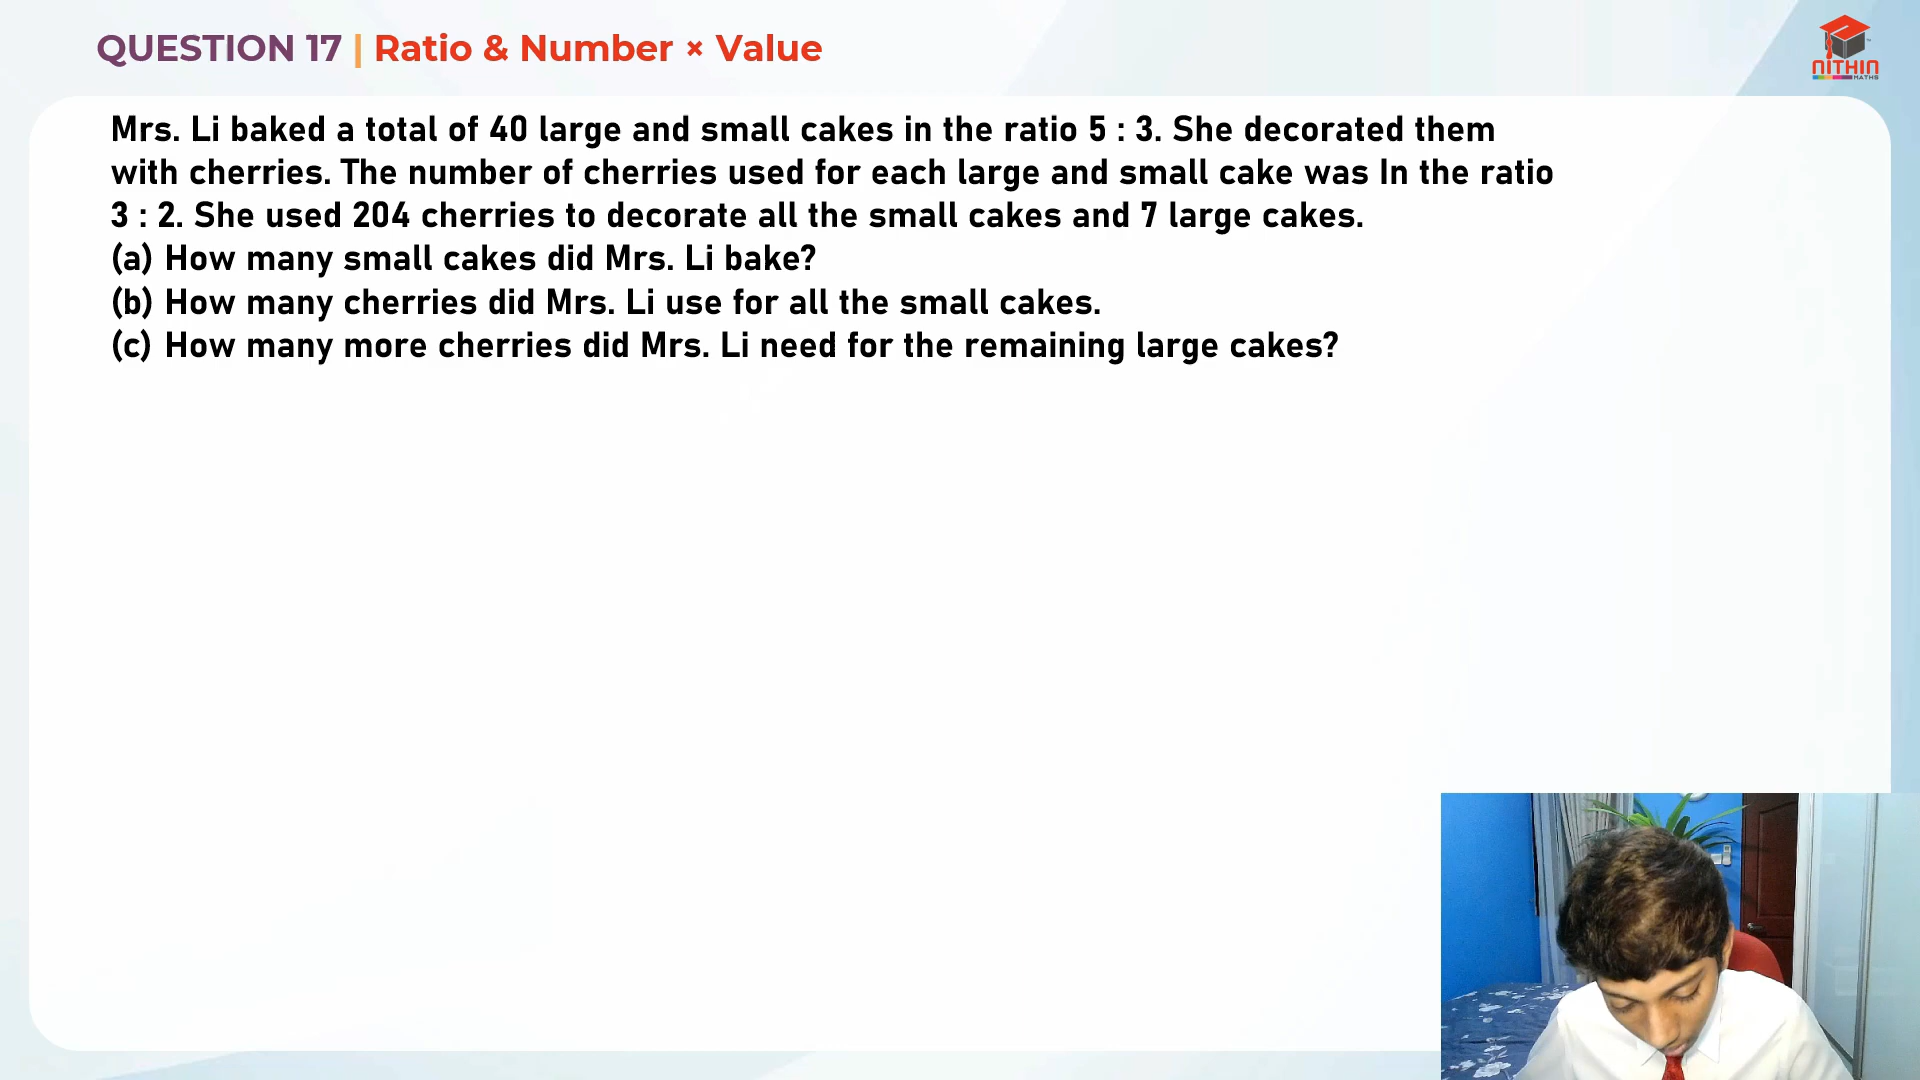 QUESTION 17 | Ratio & Number × Value
NITHIN
MATHS
Mrs. Li baked a total of 40 large and small cakes in the ratio 5 : 3. She decorated them
with cherries. The number of cherries used for each large and small cake was In the ratio
3 : 2. She used 204 cherries to decorate all the small cakes and 7 large cakes.
(a) How many small cakes did Mrs. Li bake?
(b) How many cherries did Mrs. Li use for all the small cakes.
(c) How many more cherries did Mrs. Li need for the remaining large cakes?